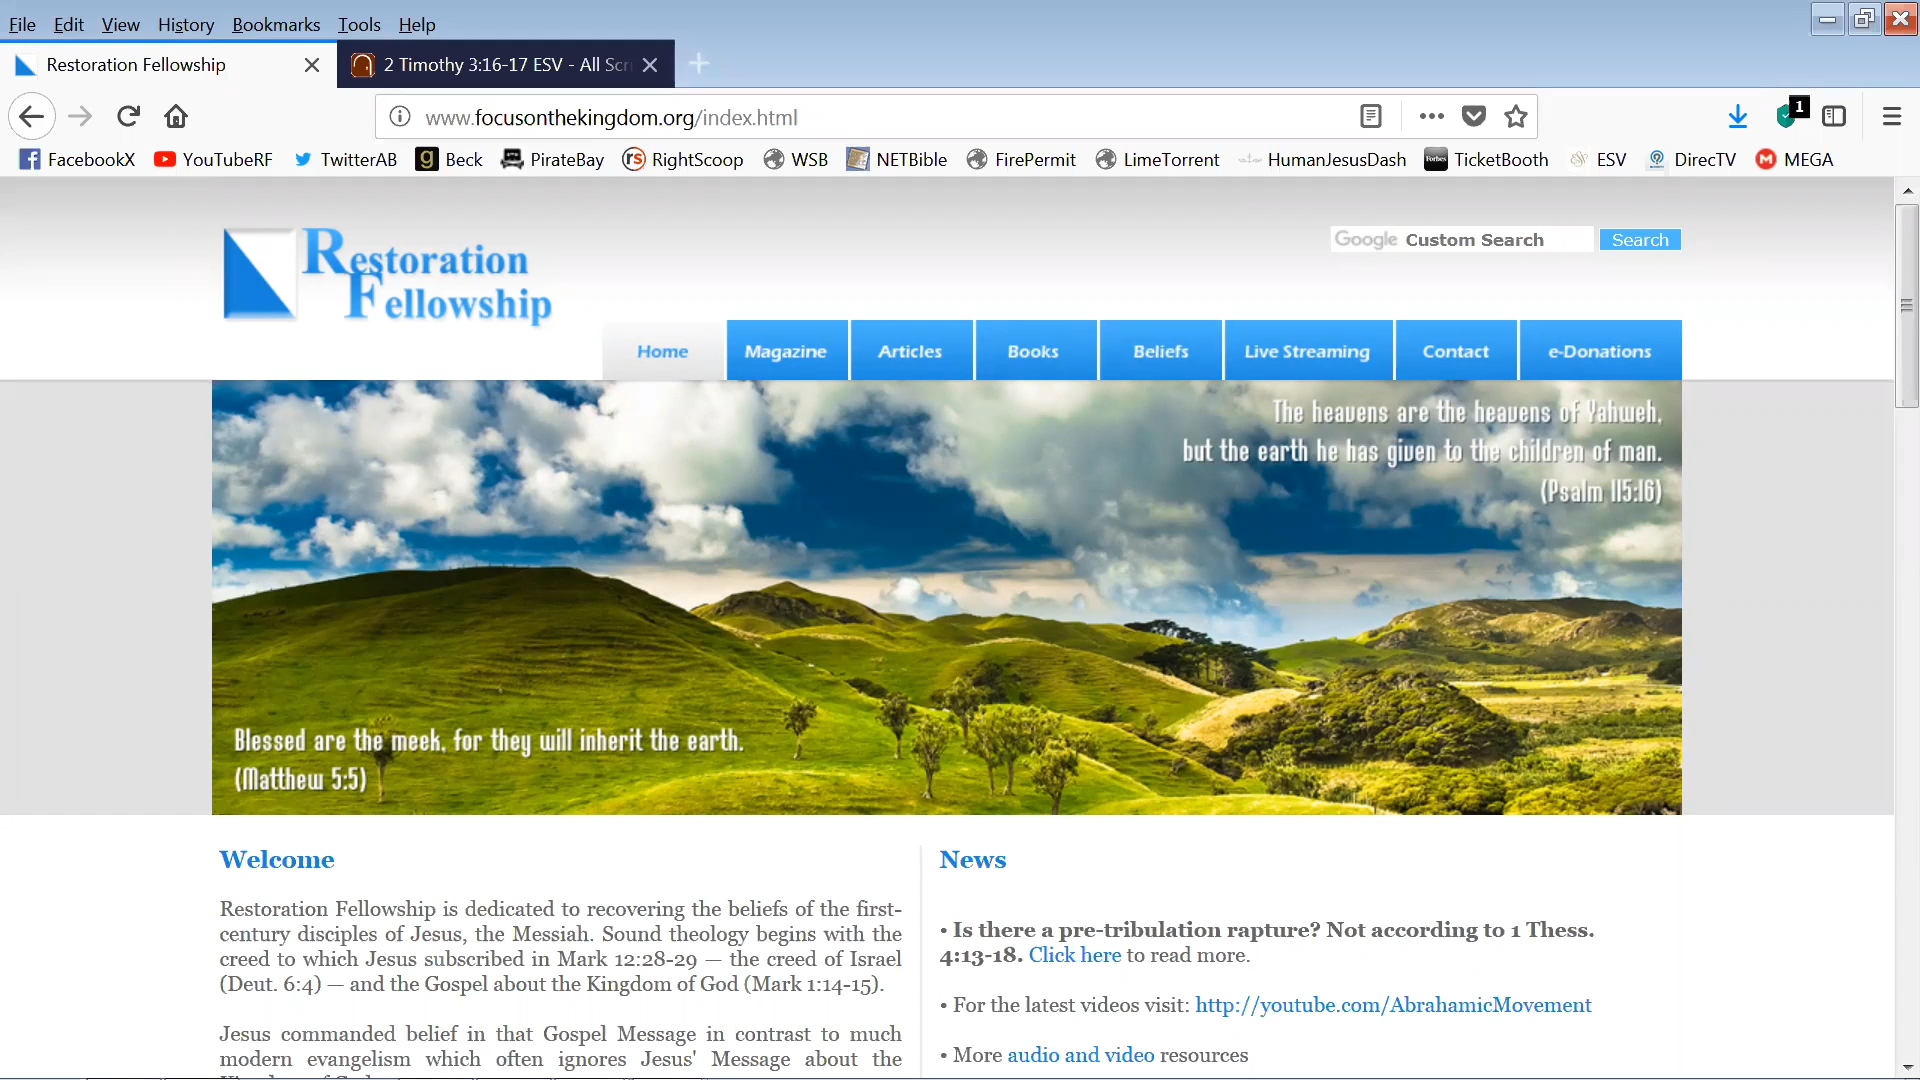 File Edit View History Bookmarks Tools Help
Restoration Fellowship
2 Timothy 3:16-17 ESV - All Scr
www.focusonthekingdom.org/index.html
1
FacebookX YouTubeRF TwitterAB Beck PirateBay RightScoop WSB NETBible FirePermit LimeTorrent HumanJesusDash TicketBooth ESV DirecTV MEGA
Restoration
Fellowship
Google Custom Search Search
Home Magazine Articles Books Beliefs Live Streaming Contact e-Donations
The heavens are the heavens of Yahweh,
but the earth he has given to the children of man.
(Psalm 115:16)
Blessed are the meek, for they will inherit the earth.
(Matthew 5:5)
Welcome
Restoration Fellowship is dedicated to recovering the beliefs of the first-
century disciples of Jesus, the Messiah. Sound theology begins with the
creed to which Jesus subscribed in Mark 12:28-29 — the creed of Israel
(Deut. 6:4) — and the Gospel about the Kingdom of God (Mark 1:14-15).
Jesus commanded belief in that Gospel Message in contrast to much
modern evangelism which often ignores Jesus' Message about the
News
• Is there a pre-tribulation rapture? Not according to 1 Thess.
4:13-18. Click here to read more.
• For the latest videos visit: http://youtube.com/AbrahamicMovement
• More audio and video resources